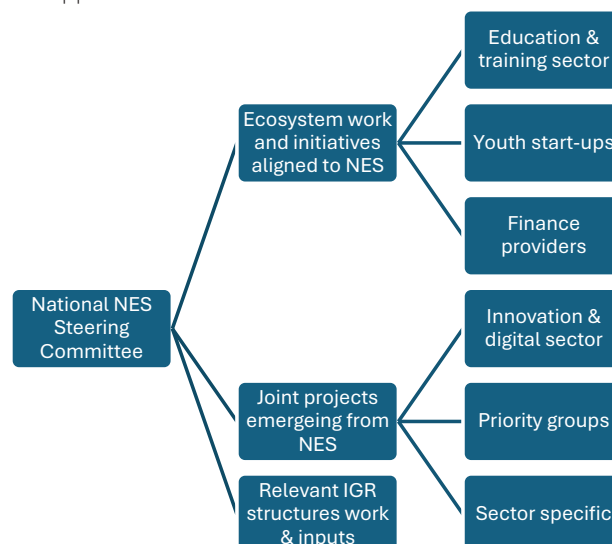 National NES
Steering
Committee
Ecosystem work
and initiatives
aligned to NES
Education &
training sector
Youth start-ups
Finance
providers
Joint projects
emergeing from
NES
Innovation &
digital sector
Priority groups
Sector specific
Relevant IGR
structures work
& inputs